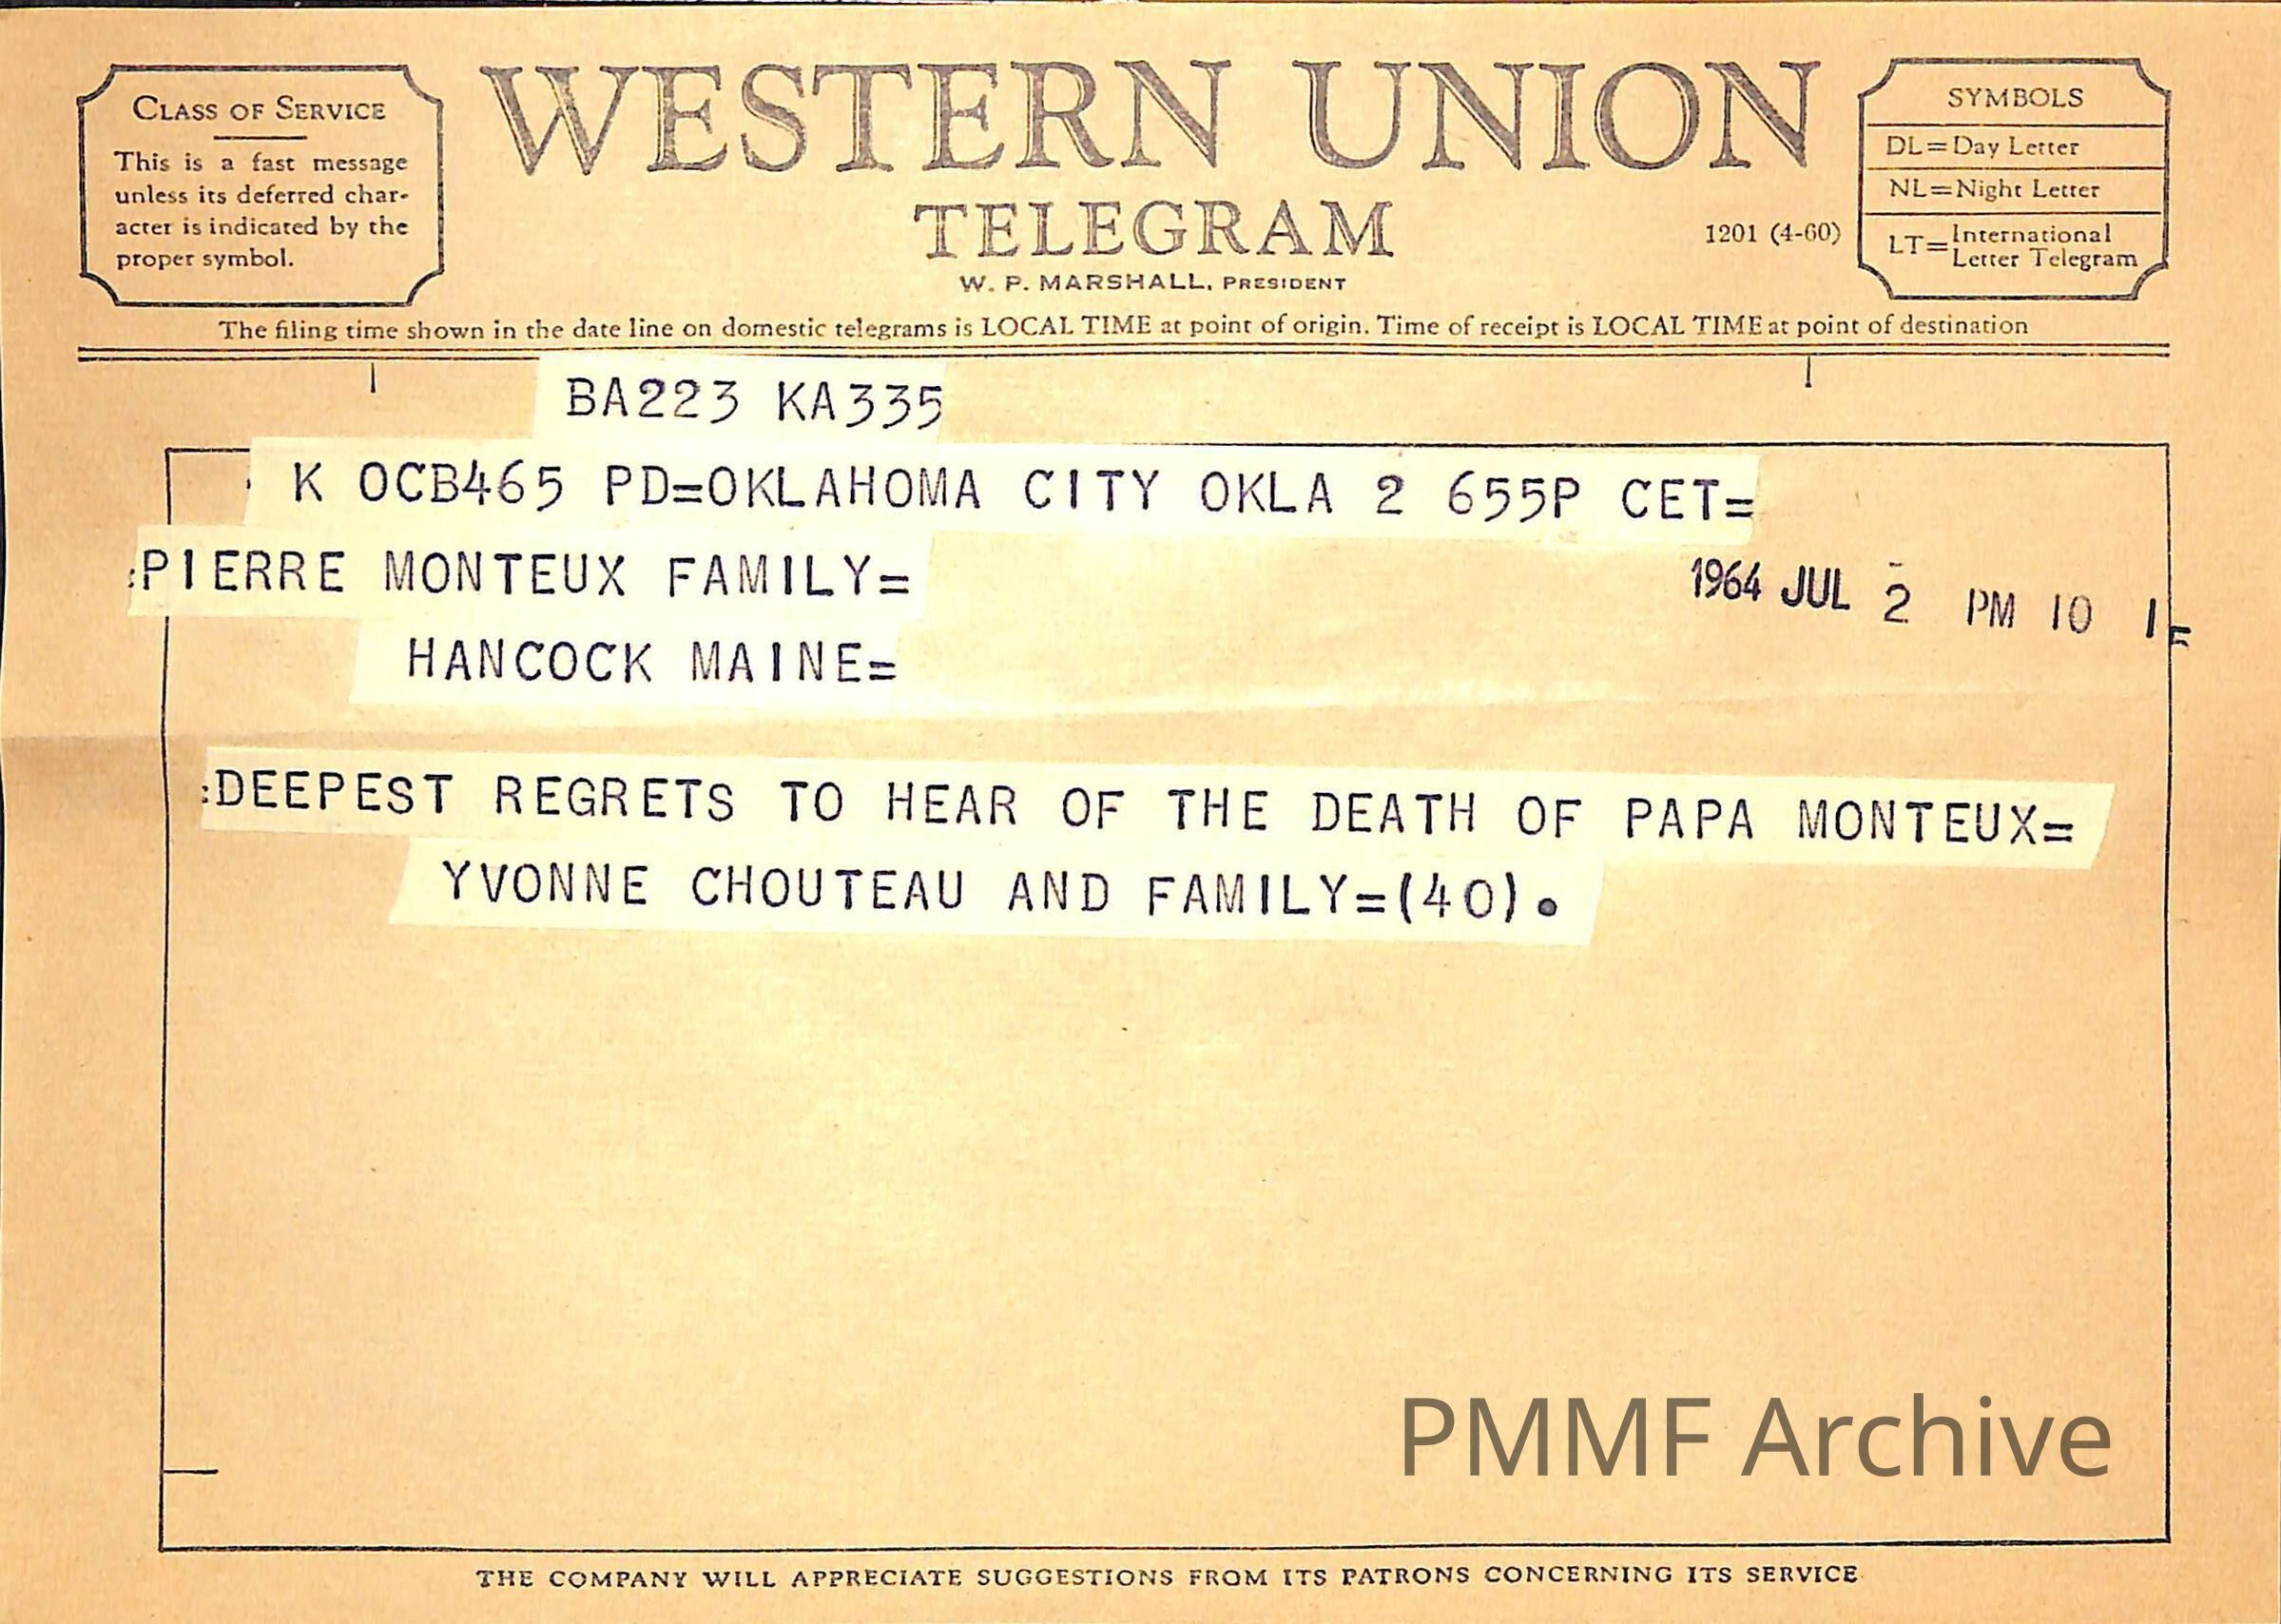 CLASS OF SERVICE
This is a fast message
unless its deferred char-
acter is indicated by the
proper symbol.
WESTERN UNION
TELEGRAM
W. P. MARSHALL, PRESIDENT
1201 (4-60)
SYMBOLS
DL=Day Letter
NL=Night Letter
LT=International
Letter Telegram
The filing time shown in the date line on domestic telegrams is LOCAL TIME at point of origin. Time of receipt is LOCAL TIME at point of destination
BA223 KA335
K OCB465 PD=OKLAHOMA CITY OKLA 2 655P CET=
:PIERRE MONTEUX FAMILY=
1964 JUL 2 PM 10
HANCOCK MAINE=
:DEEPEST REGRETS TO HEAR OF THE DEATH OF PAPA MONTEUX=
YVONNE CHOUTEAU AND FAMILY=(40).
PMMF Archive
THE COMPANY WILL APPRECIATE SUGGESTIONS FROM ITS PATRONS CONCERNING ITS SERVICE